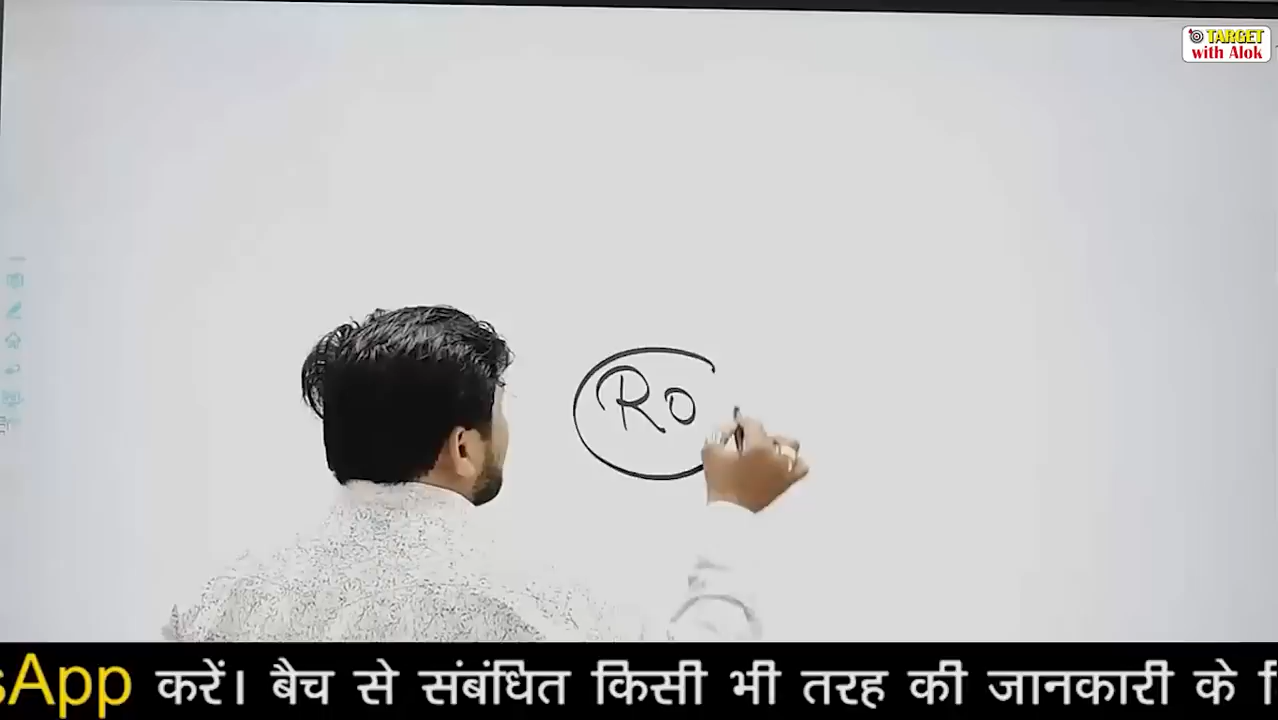 TARGET
with Alok
Ro
sApp करें। बैच से संबंधित किसी भी तरह की जानकारी के